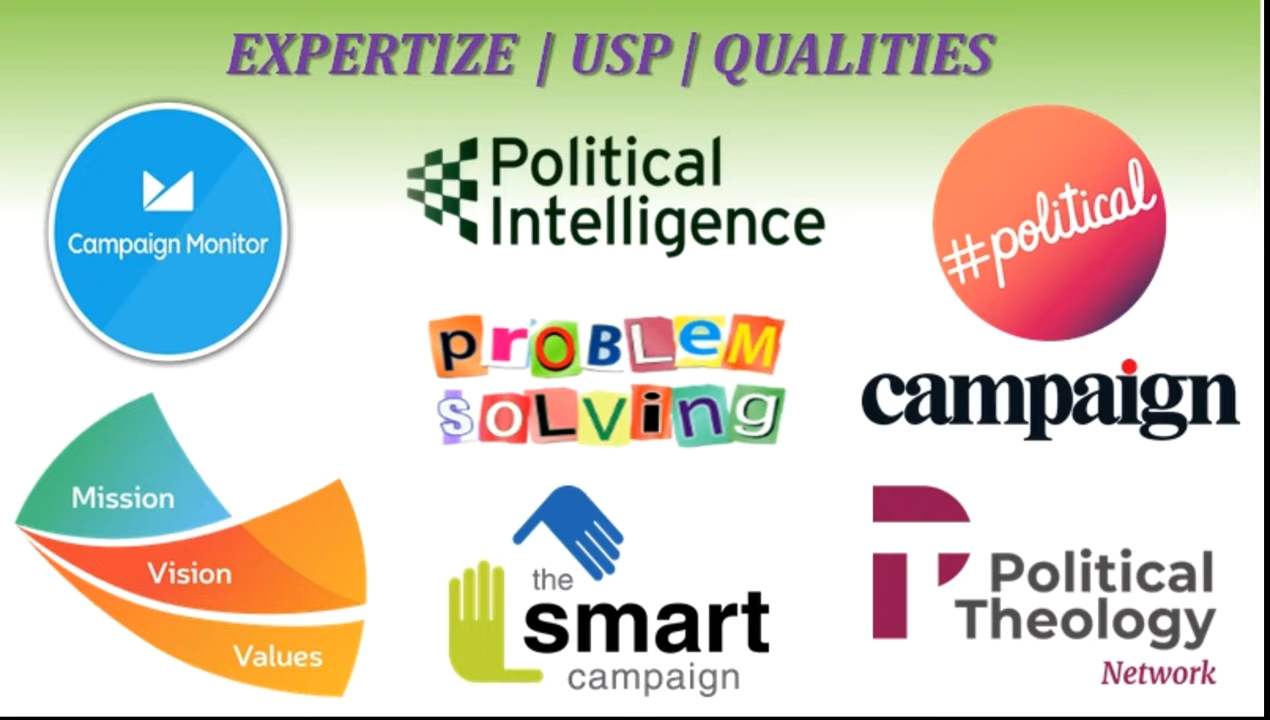 EXPERTIZE / USP / QUALITIES
Campaign Monitor
Political
Intelligence
#political
pROBLeM
SOLViNg
campaign
Mission
Vision
Values
the
smart
campaign
Political
Theology
Network